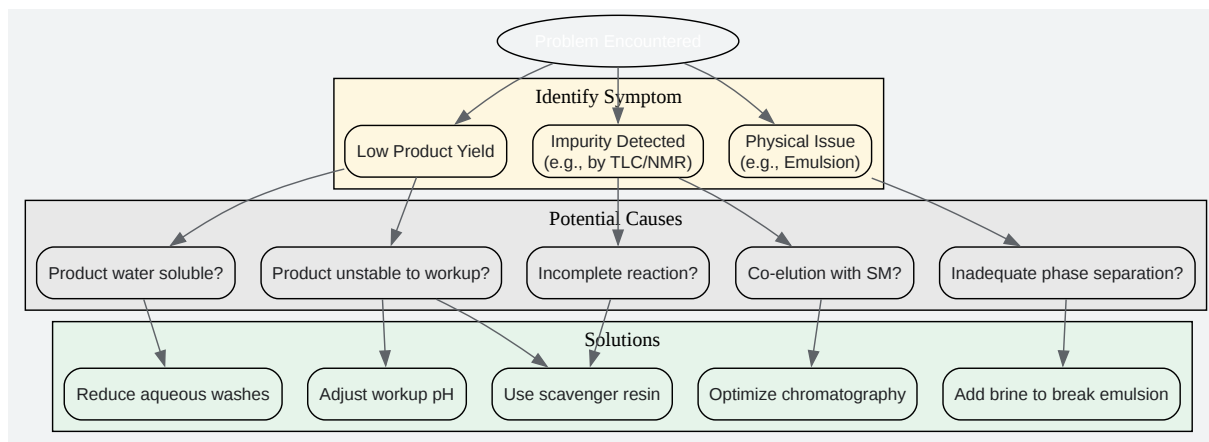 Problem Encountered
Identify Symptom
Low Product Yield
Impurity Detected
(e.g., by TLC/NMR)
Physical Issue
(e.g., Emulsion)
Potential Causes
Product water soluble?
Product unstable to workup?
Incomplete reaction?
Co-elution with SM?
Inadequate phase separation?
Solutions
Reduce aqueous washes
Adjust workup pH
Use scavenger resin
Optimize chromatography
Add brine to break emulsion